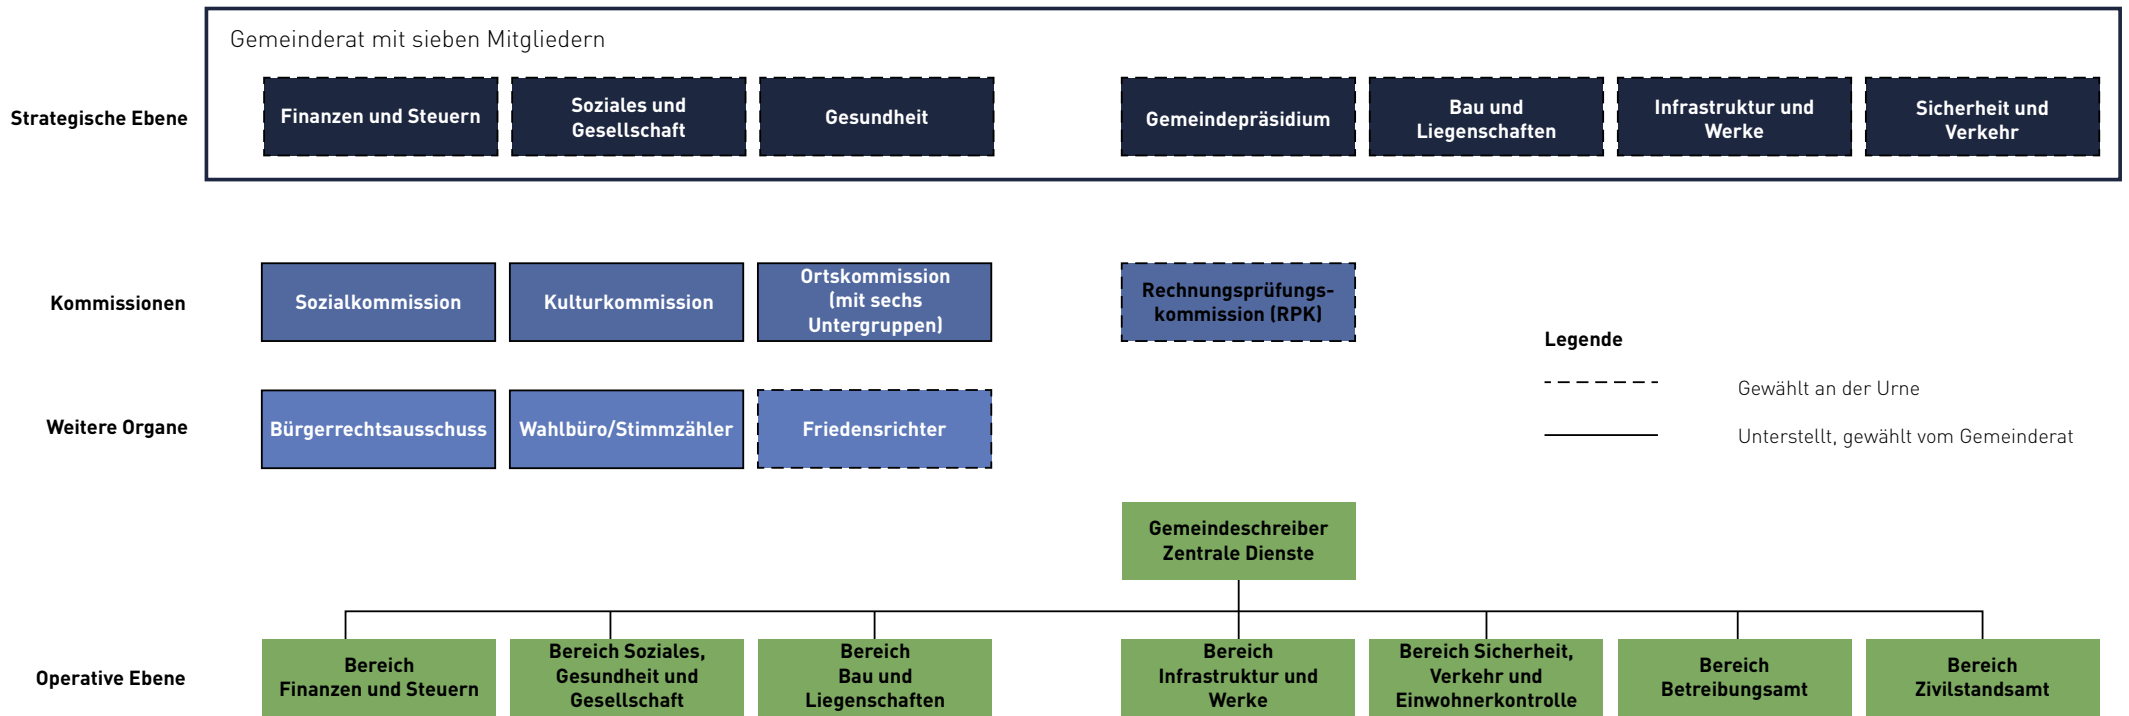 Gemeinderat mit sieben Mitgliedern
Strategische Ebene
Finanzen und Steuern
Soziales und
Gesellschaft
Gesundheit
Gemeindepräsidium
Bau und
Liegenschaften
Infrastruktur und
Werke
Sicherheit und
Verkehr
Kommissionen
Sozialkommission
Kulturkommission
Ortskommission
(mit sechs
Untergruppen)
Rechnungsprüfungs-
kommission (RPK)
Legende
Gewählt an der Urne
Unterstellt, gewählt vom Gemeinderat
Weitere Organe
Bürgerrechtsausschuss
Wahlbüro/Stimmzähler
Friedensrichter
Gemeindeschreiber
Zentrale Dienste
Operative Ebene
Bereich
Finanzen und Steuern
Bereich Soziales,
Gesundheit und
Gesellschaft
Bereich
Bau und
Liegenschaften
Bereich
Infrastruktur und
Werke
Bereich Sicherheit,
Verkehr und
Einwohnerkontrolle
Bereich
Betreibungsamt
Bereich
Zivilstandsamt